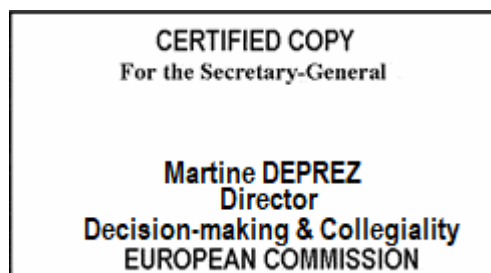 CERTIFIED COPY
For the Secretary-General
Martine DEPREZ
Director
Decision-making & Collegiality
EUROPEAN COMMISSION